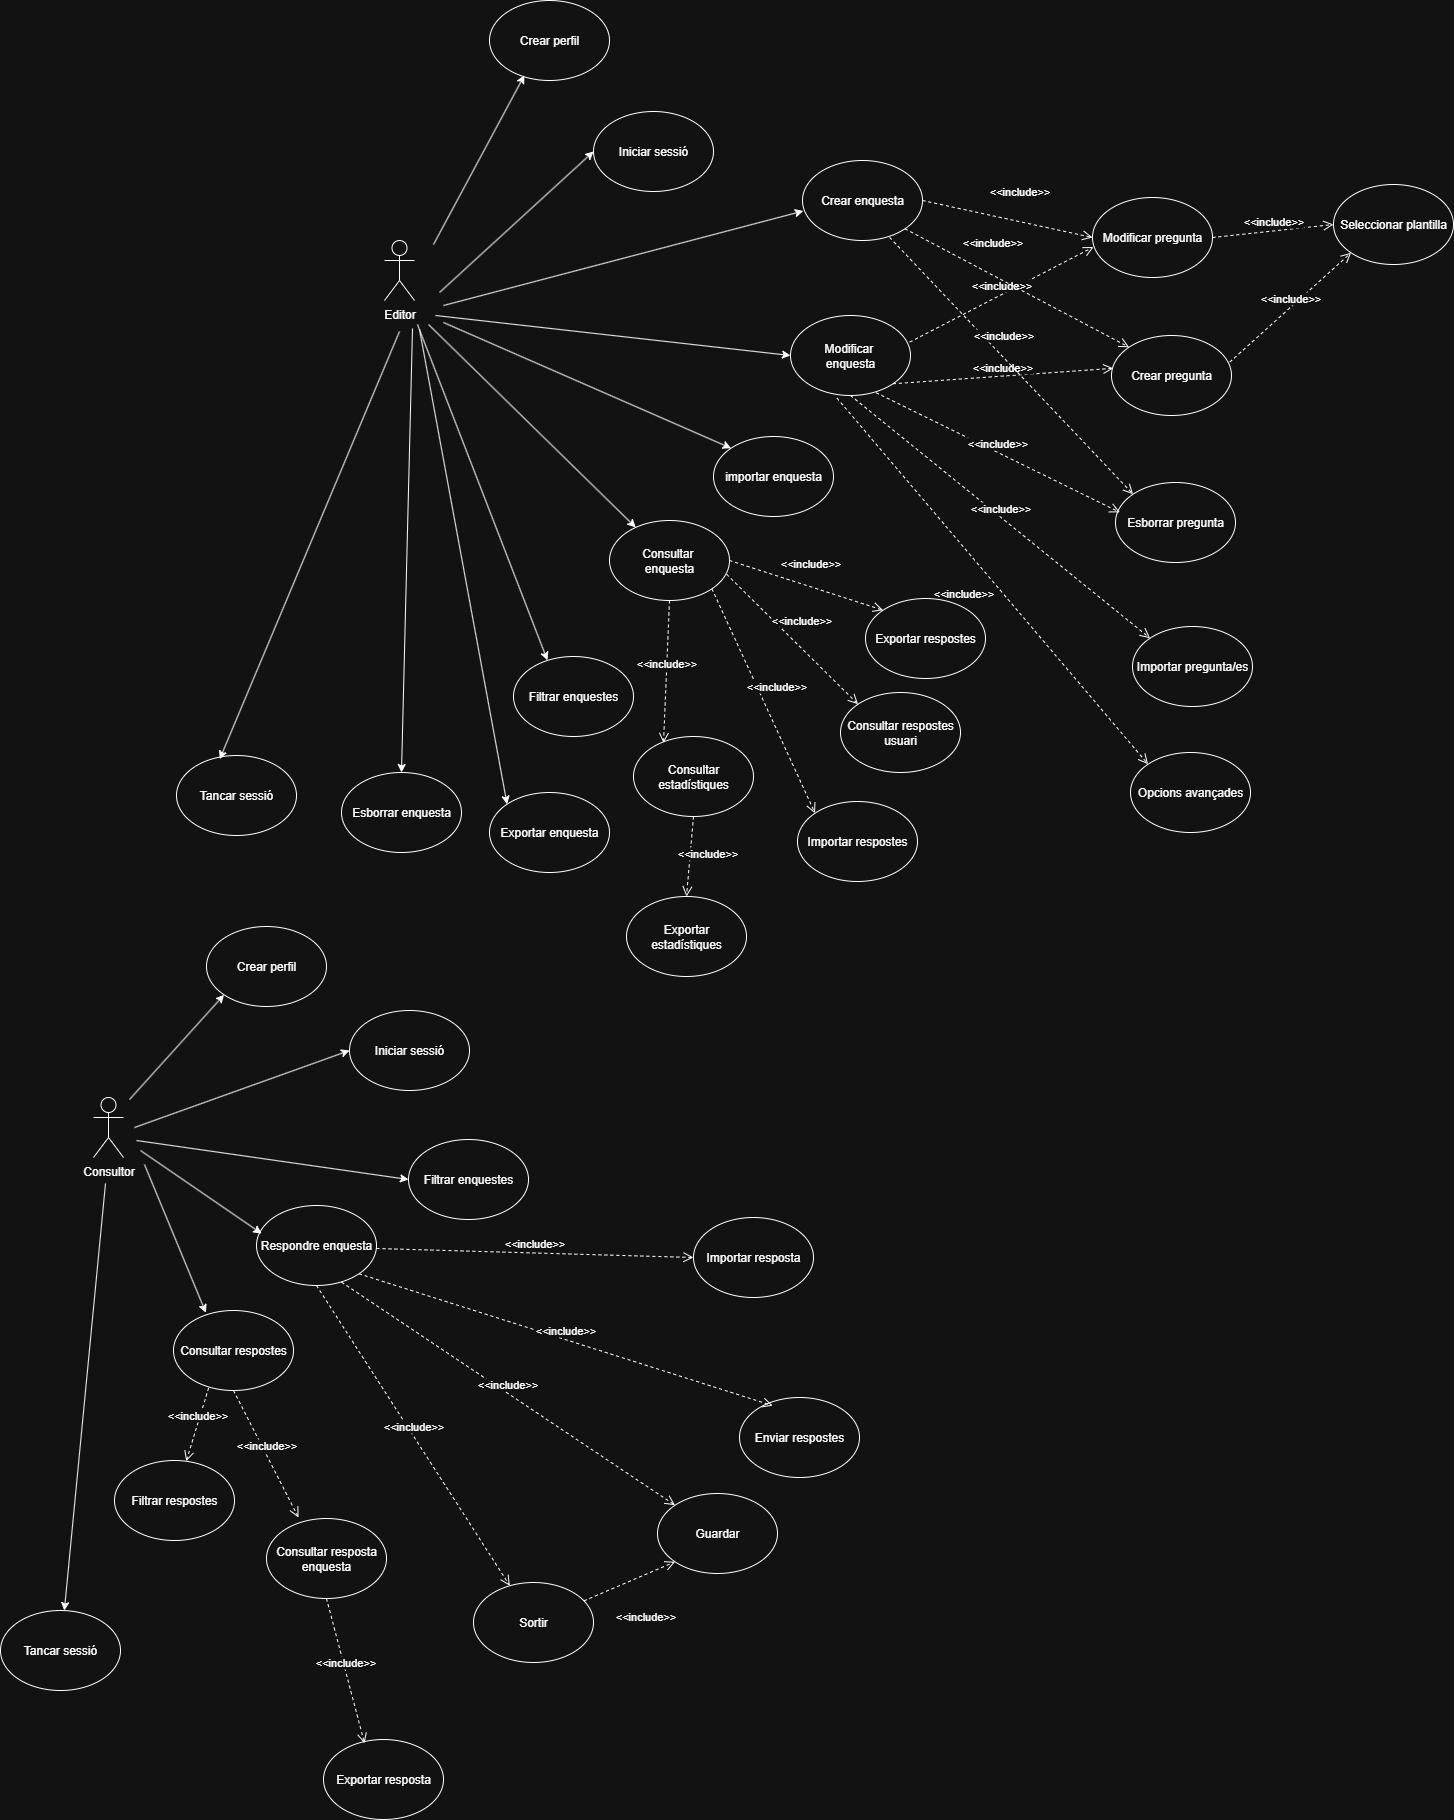 Crear perfil
Iniciar sessió
Crear enquesta
<<include>>
Modificar pregunta
<<include>>
Seleccionar plantilla
<<include>>
<<include>>
<<include>>
Editor
<<include>>
Modificar
enquesta
<<include>>
Crear pregunta
<<include>>
importar enquesta
<<include>>
Esborrar pregunta
Consultar
enquesta
<<include>>
<<include>>
<<include>>
Exportar respostes
<<include>>
<<include>>
Importar pregunta/es
Filtrar enquestes
<<include>>
Consultar respostes
usuari
Consultar
estadístiques
Opcions avançades
Tancar sessió
Esborrar enquesta
Exportar enquesta
Importar respostes
<<include>>
Exportar
estadístiques
Crear perfil
Iniciar sessió
Consultor
Filtrar enquestes
Respondre enquesta
<<include>>
Importar resposta
<<include>>
Consultar respostes
<<include>>
<<include>>
<<include>>
<<include>>
Enviar respostes
Filtrar respostes
Guardar
Consultar resposta
enquesta
Sortir
<<include>>
Tancar sessió
<<include>>
Exportar resposta